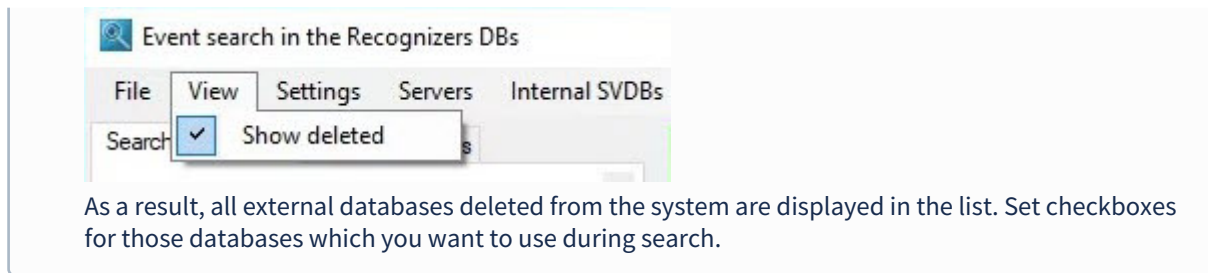 Event search in the Recognizers DBs
File View Settings Servers Internal SVDBs
Search
Show deleted
As a result, all external databases deleted from the system are displayed in the list. Set checkboxes
for those databases which you want to use during search.